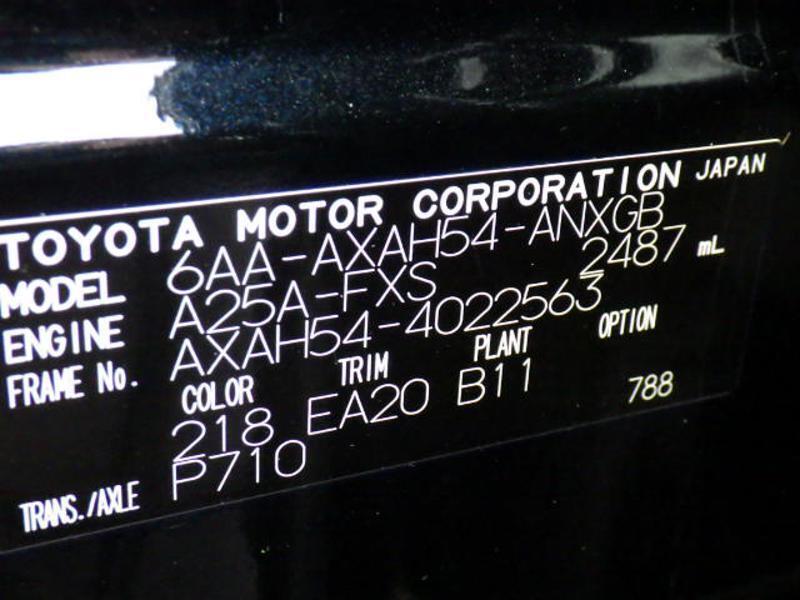 TOYOTA MOTOR CORPORATION JAPAN
MODEL 6AA-AXAH54-ANXGB
ENGINE A25A-FXS 2487 mL
FRAME No. AXAH54-4022563
COLOR TRIM PLANT OPTION
218 EA20 B11 788
TRANS./AXLE P710